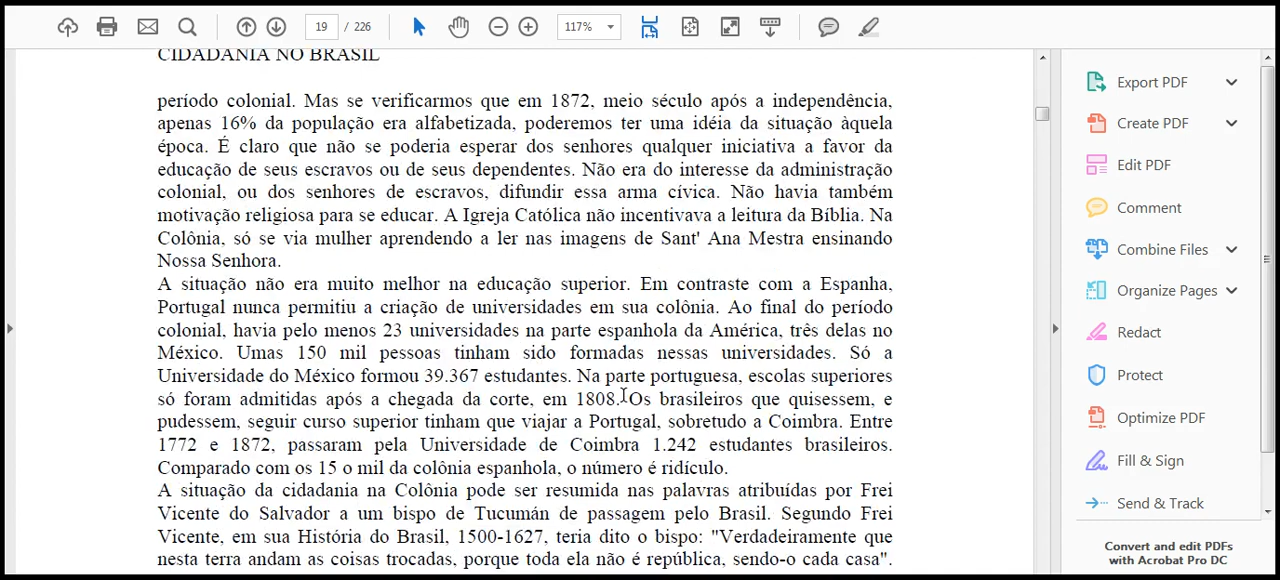 19 / 226
117%
CIDADANIA NO BRASIL
período colonial. Mas se verificarmos que em 1872, meio século após a independência,
apenas 16% da população era alfabetizada, poderemos ter uma idéia da situação àquela
época. É claro que não se poderia esperar dos senhores qualquer iniciativa a favor da
educação de seus escravos ou de seus dependentes. Não era do interesse da administração
colonial, ou dos senhores de escravos, difundir essa arma cívica. Não havia também
motivação religiosa para se educar. A Igreja Católica não incentivava a leitura da Bíblia. Na
Colônia, só se via mulher aprendendo a ler nas imagens de Sant' Ana Mestra ensinando
Nossa Senhora.
A situação não era muito melhor na educação superior. Em contraste com a Espanha,
Portugal nunca permitiu a criação de universidades em sua colônia. Ao final do período
colonial, havia pelo menos 23 universidades na parte espanhola da América, três delas no
México. Umas 150 mil pessoas tinham sido formadas nessas universidades. Só a
Universidade do México formou 39.367 estudantes. Na parte portuguesa, escolas superiores
só foram admitidas após a chegada da corte, em 1808. Os brasileiros que quisessem, e
pudessem, seguir curso superior tinham que viajar a Portugal, sobretudo a Coimbra. Entre
1772 e 1872, passaram pela Universidade de Coimbra 1.242 estudantes brasileiros.
Comparado com os 15 o mil da colônia espanhola, o número é ridículo.
A situação da cidadania na Colônia pode ser resumida nas palavras atribuídas por Frei
Vicente do Salvador a um bispo de Tucumán de passagem pelo Brasil. Segundo Frei
Vicente, em sua História do Brasil, 1500-1627, teria dito o bispo: "Verdadeiramente que
nesta terra andam as coisas trocadas, porque toda ela não é república, sendo-o cada casa".
Export PDF
Create PDF
Edit PDF
Comment
Combine Files
Organize Pages
Redact
Protect
Optimize PDF
Fill & Sign
Send & Track
Convert and edit PDFs
with Acrobat Pro DC